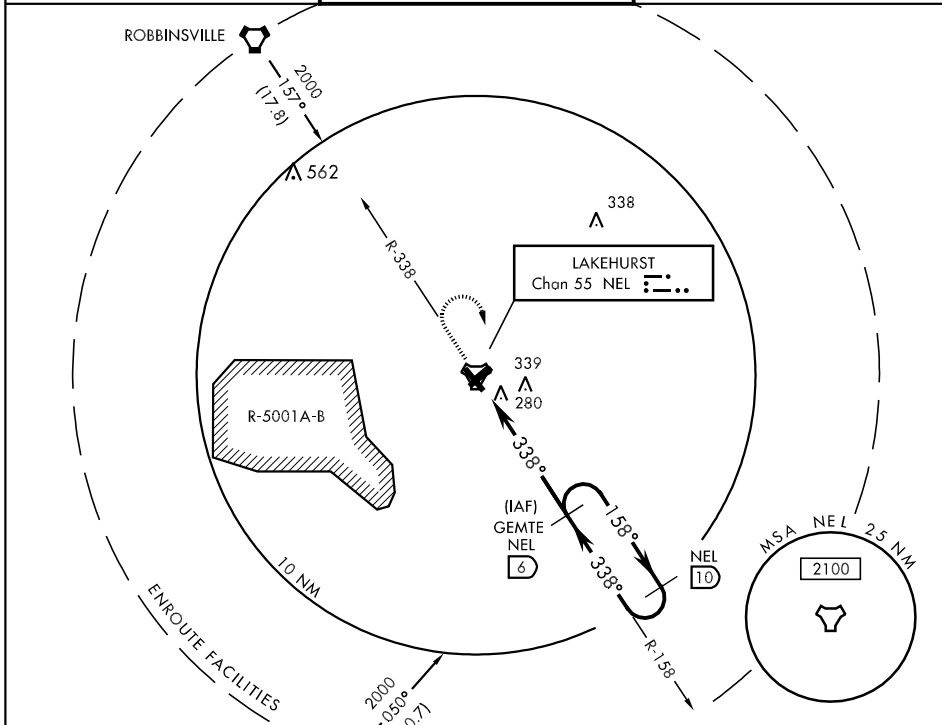 ROBBINSVILLE
2000
157°
(17.8)
562
338
R-338
LAKEHURST
Chan 55 NEL
339
280
R-5001A-B
338°
(IAF)
GEMTE
NEL
6
158°
338°
NEL
10
10 NM
MSA NEL 25 NM
2100
ENROUTE FACILITIES
R-158
2000
050°